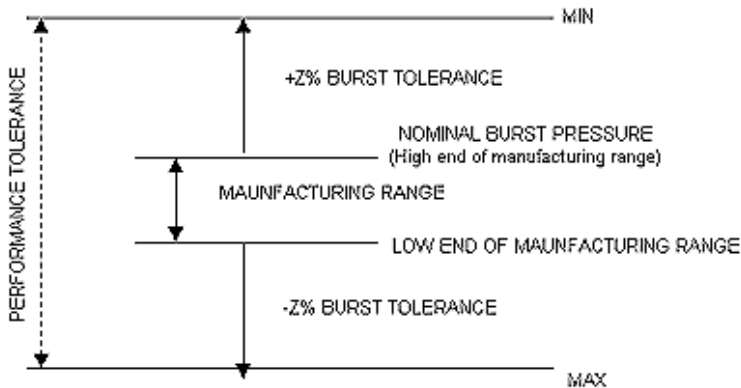 MIN
+Z% BURST TOLERANCE
PERFORMANCE TOLERANCE
NOMINAL BURST PRESSURE
(High end of manufacturing range)
MAUNFACTURING RANGE
LOW END OF MAUNFACTURING RANGE
-Z% BURST TOLERANCE
MAX